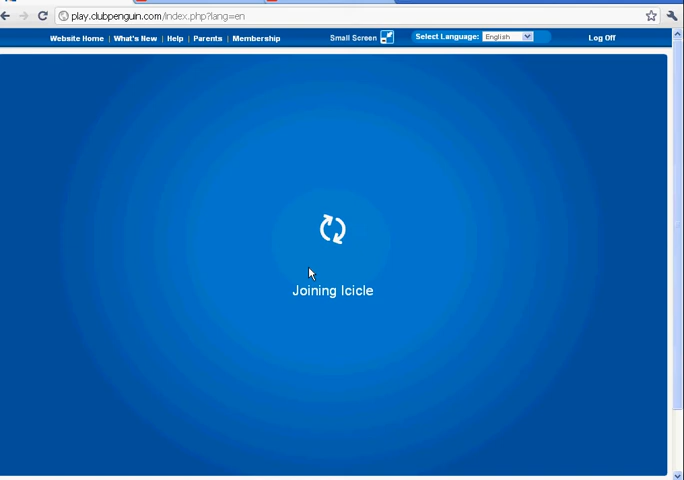 play.clubpenguin.com/index.php?lang=en
Website Home | What's New | Help | Parents | Membership
Small Screen
Select Language: English
Log Off
Joining Icicle